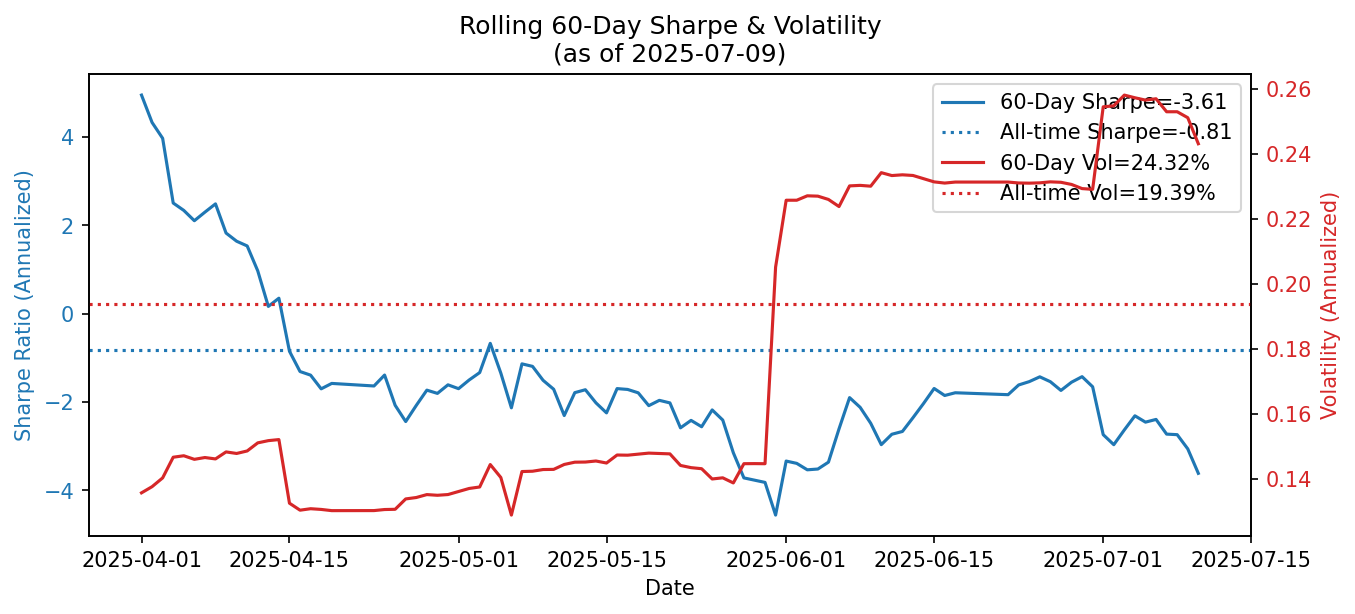 Rolling 60-Day Sharpe & Volatility
(as of 2025-07-09)
60-Day Sharpe=-3.61
All-time Sharpe=-0.81
60-Day Vol=24.32%
All-time Vol=19.39%
Sharpe Ratio (Annualized)
4
2
0
−2
−4
Volatility (Annualized)
0.26
0.24
0.22
0.20
0.18
0.16
0.14
2025-04-01 2025-04-15 2025-05-01 2025-05-15 2025-06-01 2025-06-15 2025-07-01 2025-07-15
Date